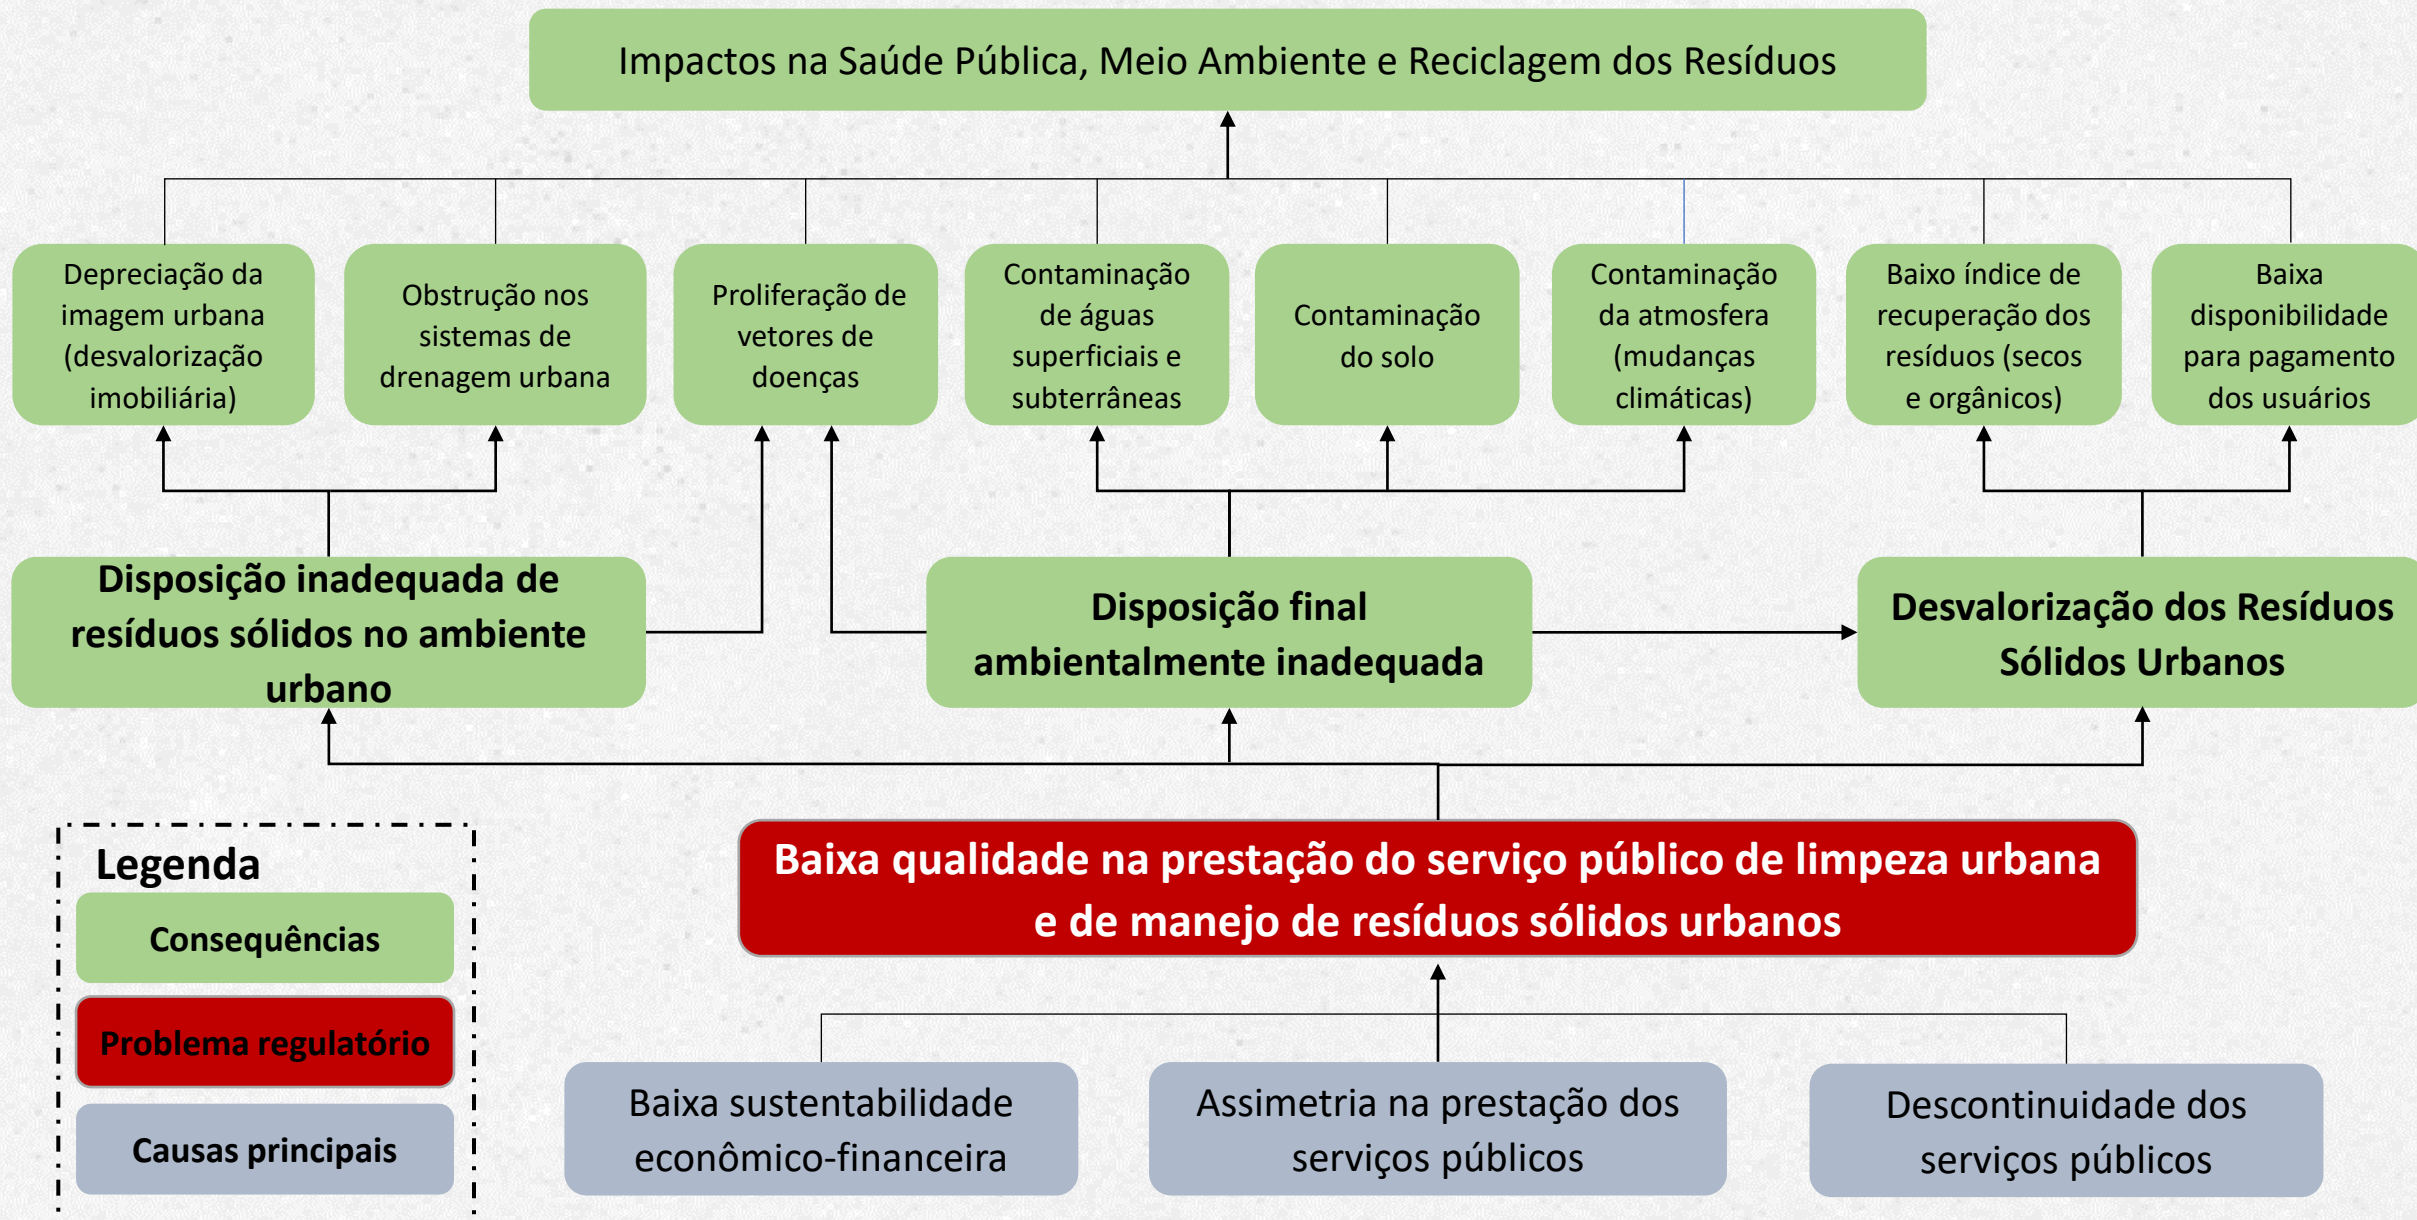 Impactos na Saúde Pública, Meio Ambiente e Reciclagem dos Resíduos
Depreciação da
imagem urbana
(desvalorização
imobiliária)
Obstrução nos
sistemas de
drenagem urbana
Proliferação de
vetores de
doenças
Contaminação
de águas
superficiais e
subterrâneas
Contaminação
do solo
Contaminação
da atmosfera
(mudanças
climáticas)
Baixo índice de
recuperação dos
resíduos (secos
e orgânicos)
Baixa
disponibilidade
para pagamento
dos usuários
Disposição inadequada de
resíduos sólidos no ambiente
urbano
Disposição final
ambientalmente inadequada
Desvalorização dos Resíduos
Sólidos Urbanos
Baixa qualidade na prestação do serviço público de limpeza urbana
e de manejo de resíduos sólidos urbanos
Legenda
Consequências
Problema regulatório
Causas principais
Baixa sustentabilidade
econômico-financeira
Assimetria na prestação dos
serviços públicos
Descontinuidade dos
serviços públicos